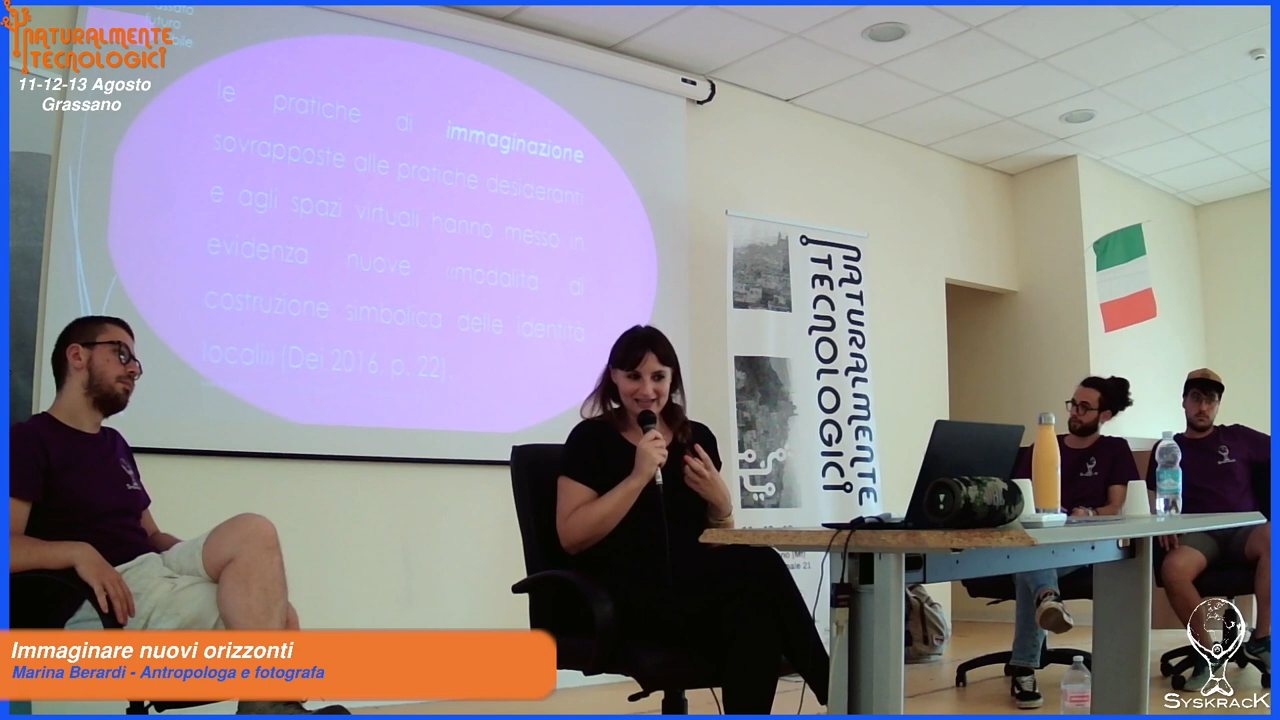 NATURALMENTE
TECNOLOGICI
11-12-13 Agosto
Grassano
le pratiche di immaginazione
sovrapposte alle pratiche desideranti
e agli spazi virtuali hanno messo in
evidenza nuove rimodalità di
costruzione simbolica delle identità
locali» (Dei 2016, p. 22).
NATURALMENTE
TECNOLOGICI
Immaginare nuovi orizzonti
Marina Berardi - Antropologa e fotografa
SYSKRACK